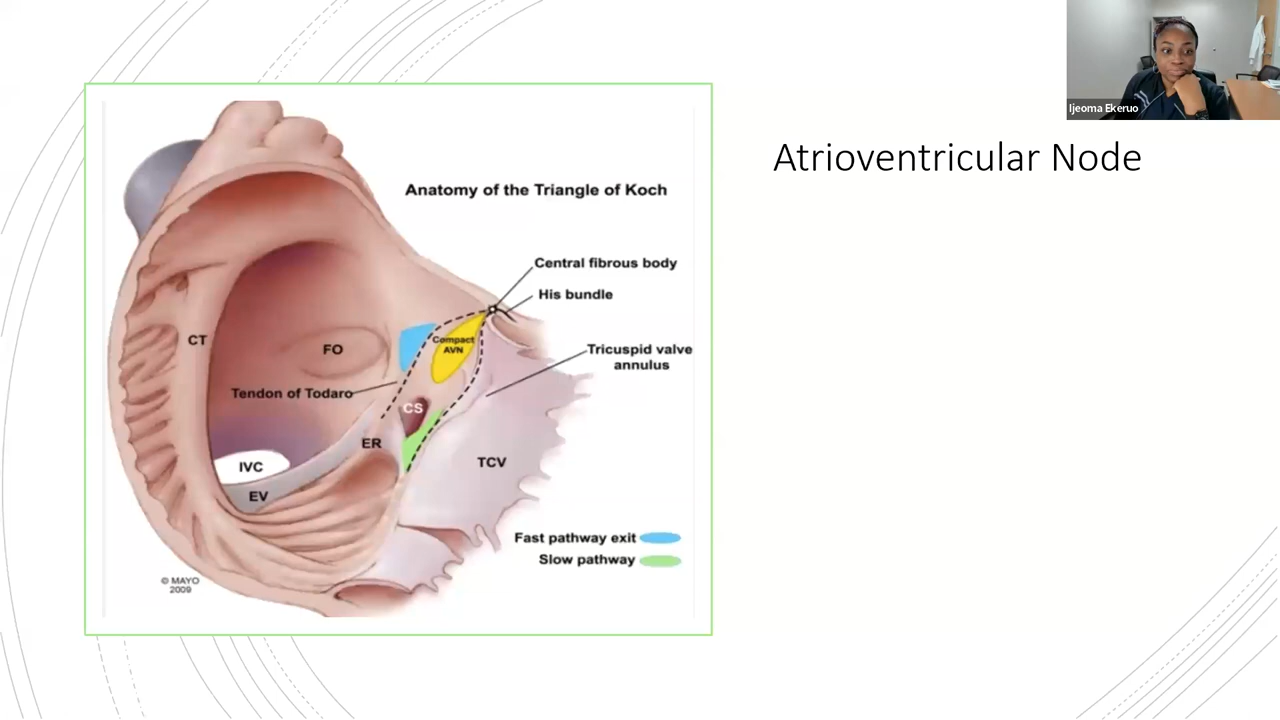 Ijeoma Ekeruo
Atrioventricular Node
Anatomy of the Triangle of Koch
Central fibrous body
His bundle
Compact
AVN
Tricuspid valve
annulus
CT
FO
Tendon of Todaro
CS
ER
IVC
EV
TCV
Fast pathway exit
Slow pathway
© MAYO
2009